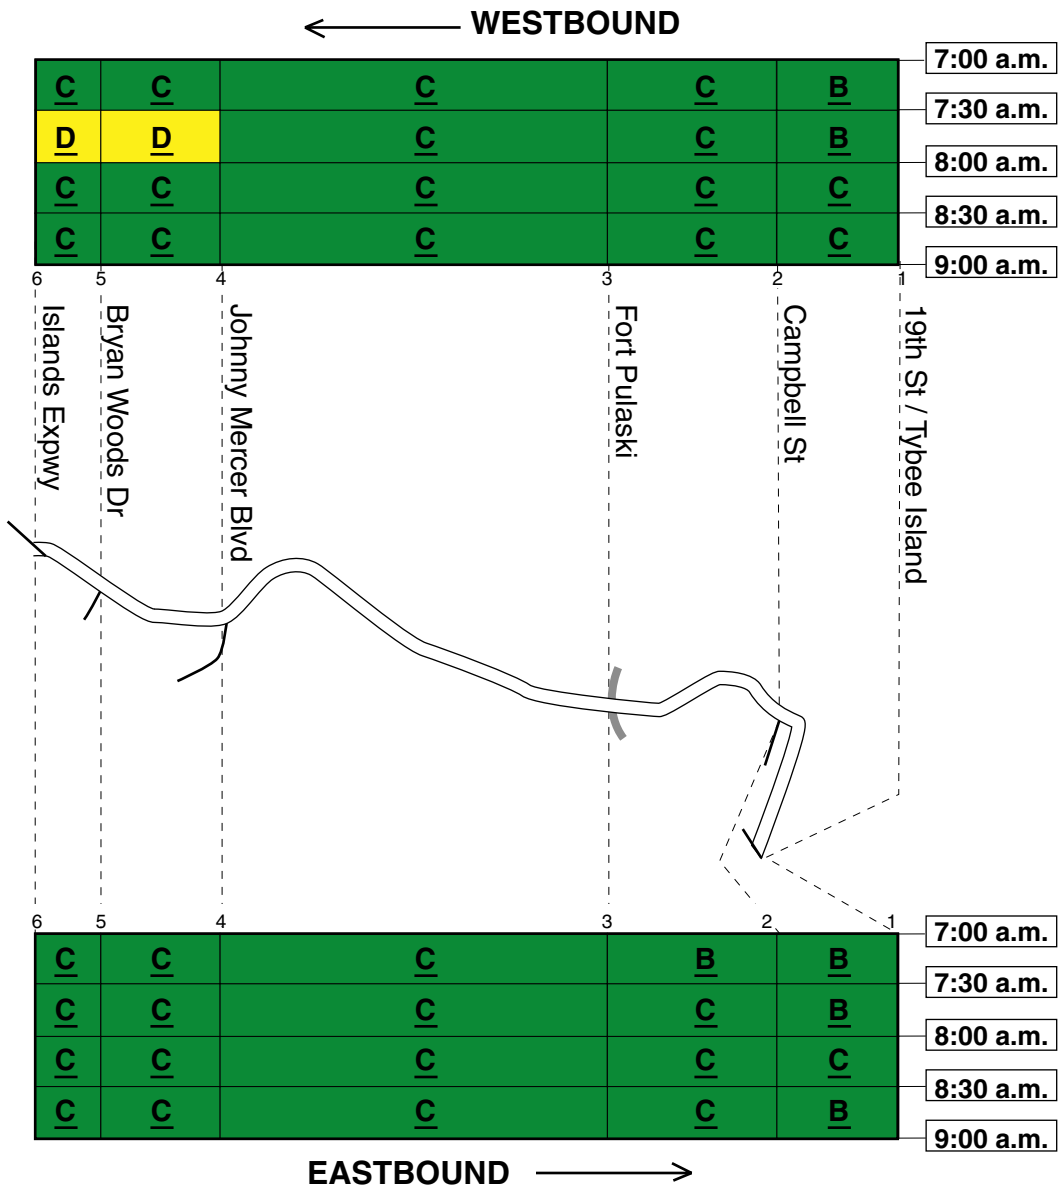 WESTBOUND
7:00 a.m.
C C C C B
7:30 a.m.
D D C C B
8:00 a.m.
C C C C C
8:30 a.m.
C C C C C
9:00 a.m.
6 5 4 3 2 1
Islands Expwy
Bryan Woods Dr
Johnny Mercer Blvd
Fort Pulaski
Campbell St
19th St / Tybee Island
6 5 4 3 2 1
7:00 a.m.
C C C B B
7:30 a.m.
C C C C B
8:00 a.m.
C C C C C
8:30 a.m.
C C C C B
9:00 a.m.
EASTBOUND